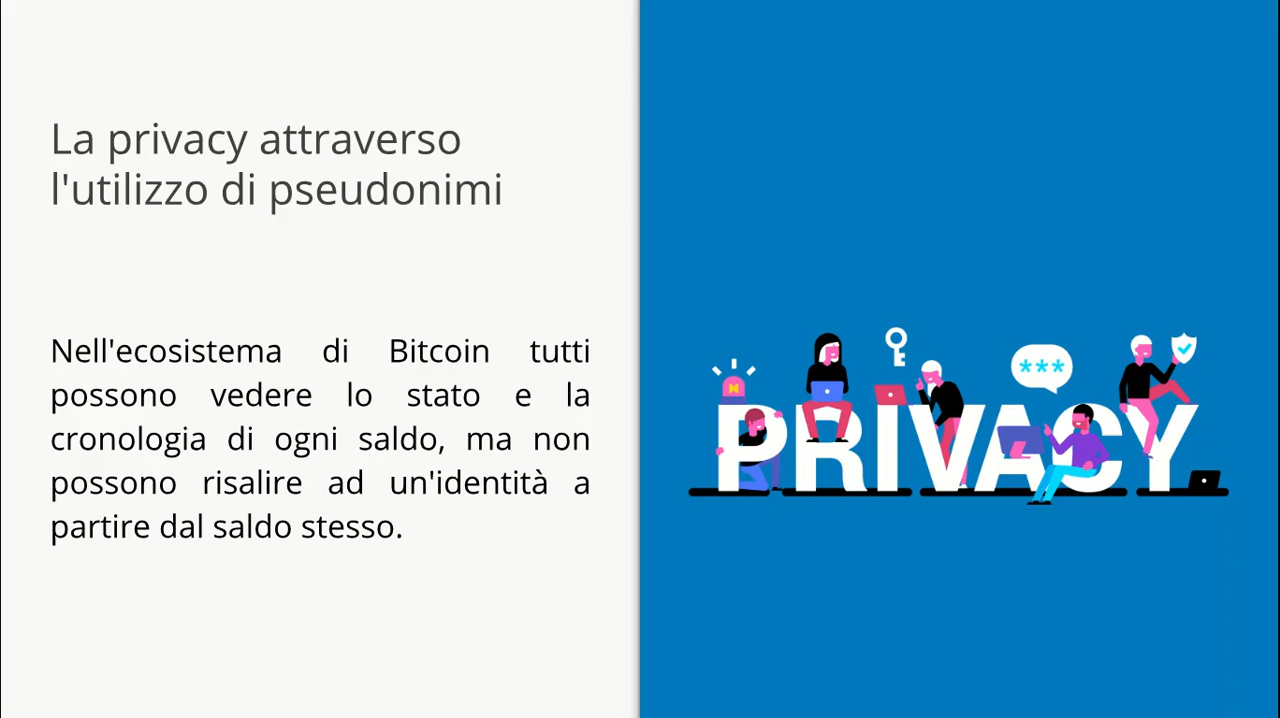 La privacy attraverso
l'utilizzo di pseudonimi
Nell'ecosistema di Bitcoin tutti
possono vedere lo stato e la
cronologia di ogni saldo, ma non
possono risalire ad un'identità a
partire dal saldo stesso.
***
PRIVACY